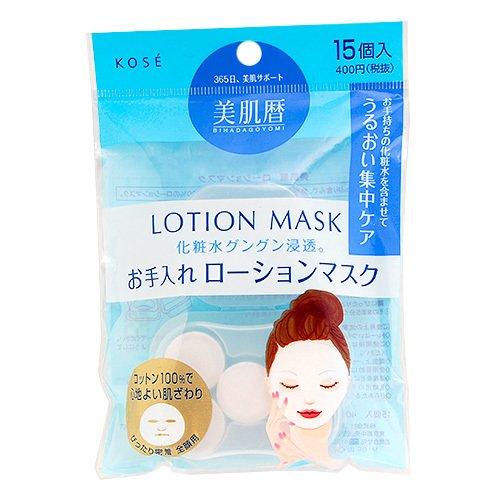 KOSÉ
15個入
400円(税抜)
365日、美肌サポート
美肌暦
BIHADAGOYOMI
お手持ちの化粧水を含ませて
うるおい集中ケア
LOTION MASK
化粧水グングン浸透。
お手入れローションマスク
コットン100%で
心地よい肌ざわり
ぴったり密着 全顔用